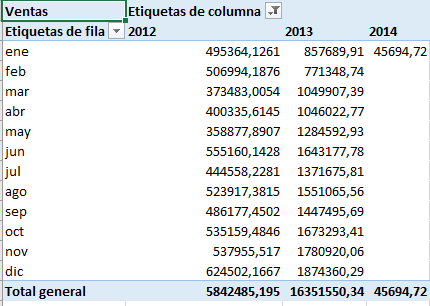 Ventas Etiquetas de columna
Etiquetas de fila 2012 2013 2014
ene 495364,1261 857689,91 45694,72
feb 506994,1876 771348,74
mar 373483,0054 1049907,39
abr 400335,6145 1046022,77
may 358877,8907 1284592,93
jun 555160,1428 1643177,78
jul 444558,2281 1371675,81
ago 523917,3815 1551065,56
sep 486177,4502 1447495,69
oct 535159,4846 1673293,41
nov 537955,517 1780920,06
dic 624502,1667 1874360,29
Total general 5842485,195 16351550,34 45694,72